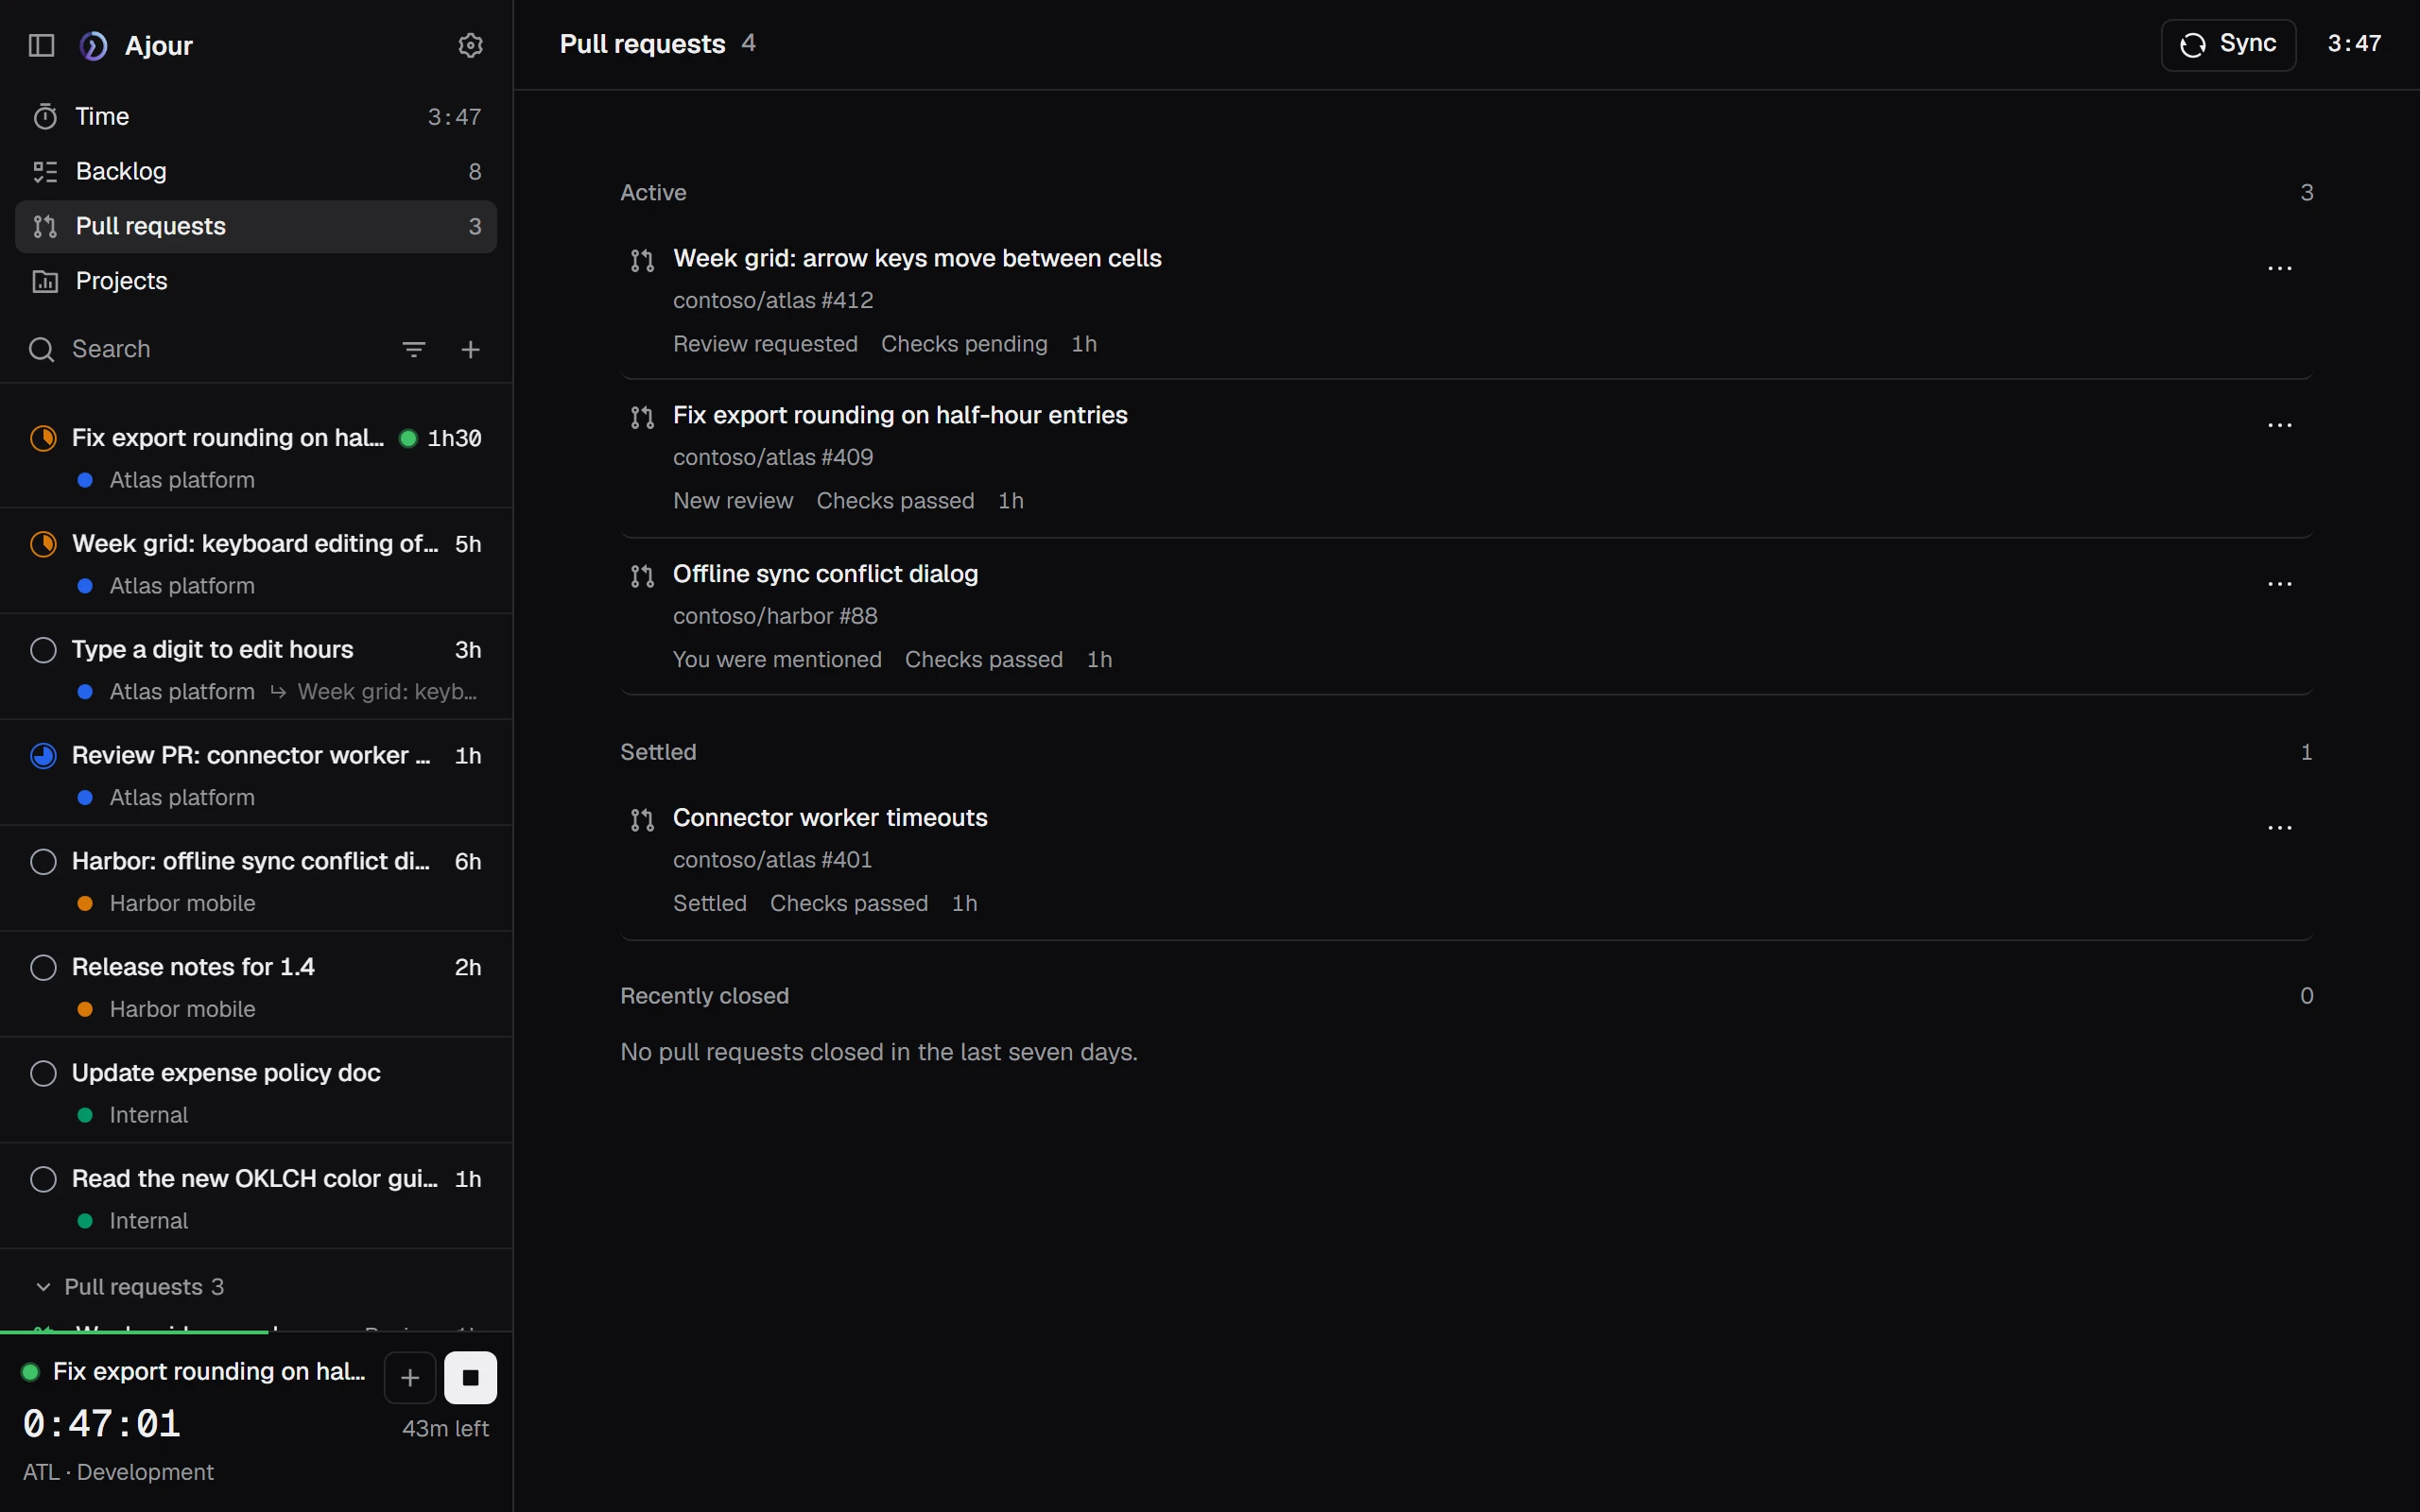 Ajour
Time 3:47
Backlog 8
Pull requests 3
Projects
Search
Fix export rounding on hal... 1h30
Atlas platform
Week grid: keyboard editing of... 5h
Atlas platform
Type a digit to edit hours 3h
Atlas platform ↳ Week grid: keyb...
Review PR: connector worker ... 1h
Atlas platform
Harbor: offline sync conflict di... 6h
Harbor mobile
Release notes for 1.4 2h
Harbor mobile
Update expense policy doc
Internal
Read the new OKLCH color gui... 1h
Internal
Pull requests 3
Fix export rounding on hal...
0:47:01 43m left
ATL · Development
Pull requests 4
Sync 3:47
Active 3
Week grid: arrow keys move between cells
contoso/atlas #412
Review requested Checks pending 1h
Fix export rounding on half-hour entries
contoso/atlas #409
New review Checks passed 1h
Offline sync conflict dialog
contoso/harbor #88
You were mentioned Checks passed 1h
Settled 1
Connector worker timeouts
contoso/atlas #401
Settled Checks passed 1h
Recently closed 0
No pull requests closed in the last seven days.